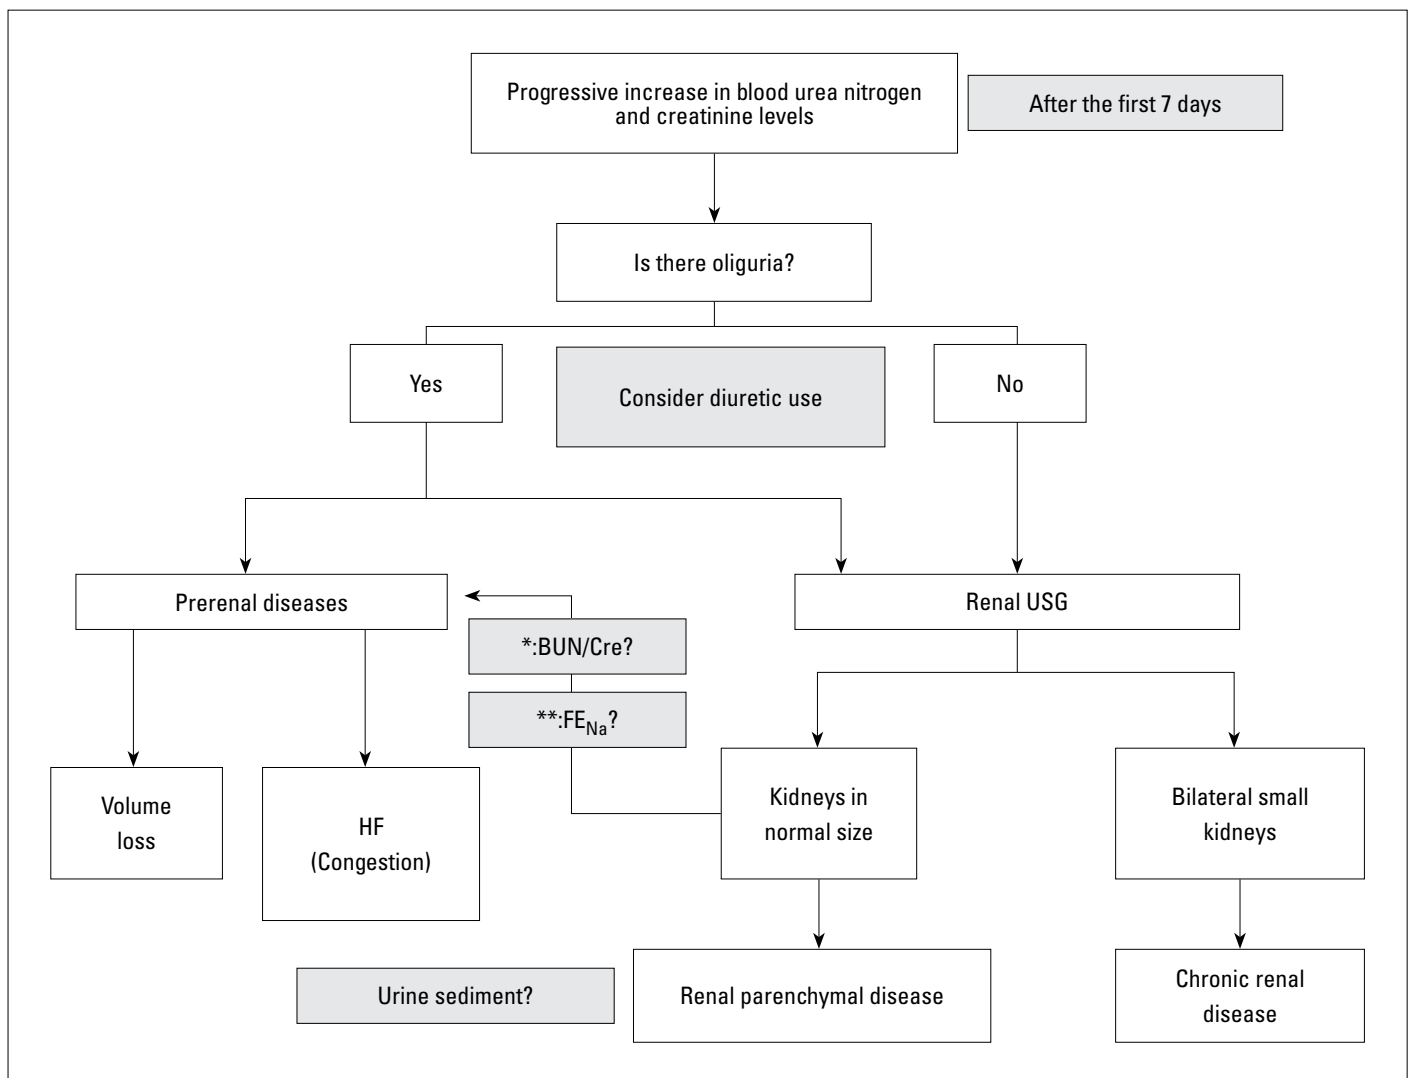 Progressive increase in blood urea nitrogen
and creatinine levels
After the first 7 days
Is there oliguria?
Yes
Consider diuretic use
No
Prerenal diseases
Renal USG
*:BUN/Cre?
**:FENa?
Volume
loss
HF
(Congestion)
Kidneys in
normal size
Bilateral small
kidneys
Urine sediment?
Renal parenchymal disease
Chronic renal
disease